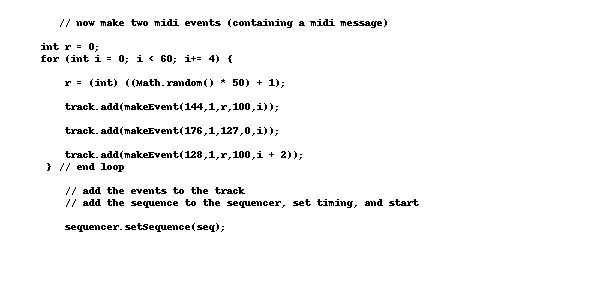 // now make two midi events (containing a midi message)
int r = 0;
for (int i = 0; i < 60; i+= 4) {
r = (int) ((Math.random() * 50) + 1);
track.add(makeEvent(144,1,r,100,i));
track.add(makeEvent(176,1,127,0,i));
track.add(makeEvent(128,1,r,100,i + 2));
} // end loop
// add the events to the track
// add the sequence to the sequencer, set timing, and start
sequencer.setSequence(seq);